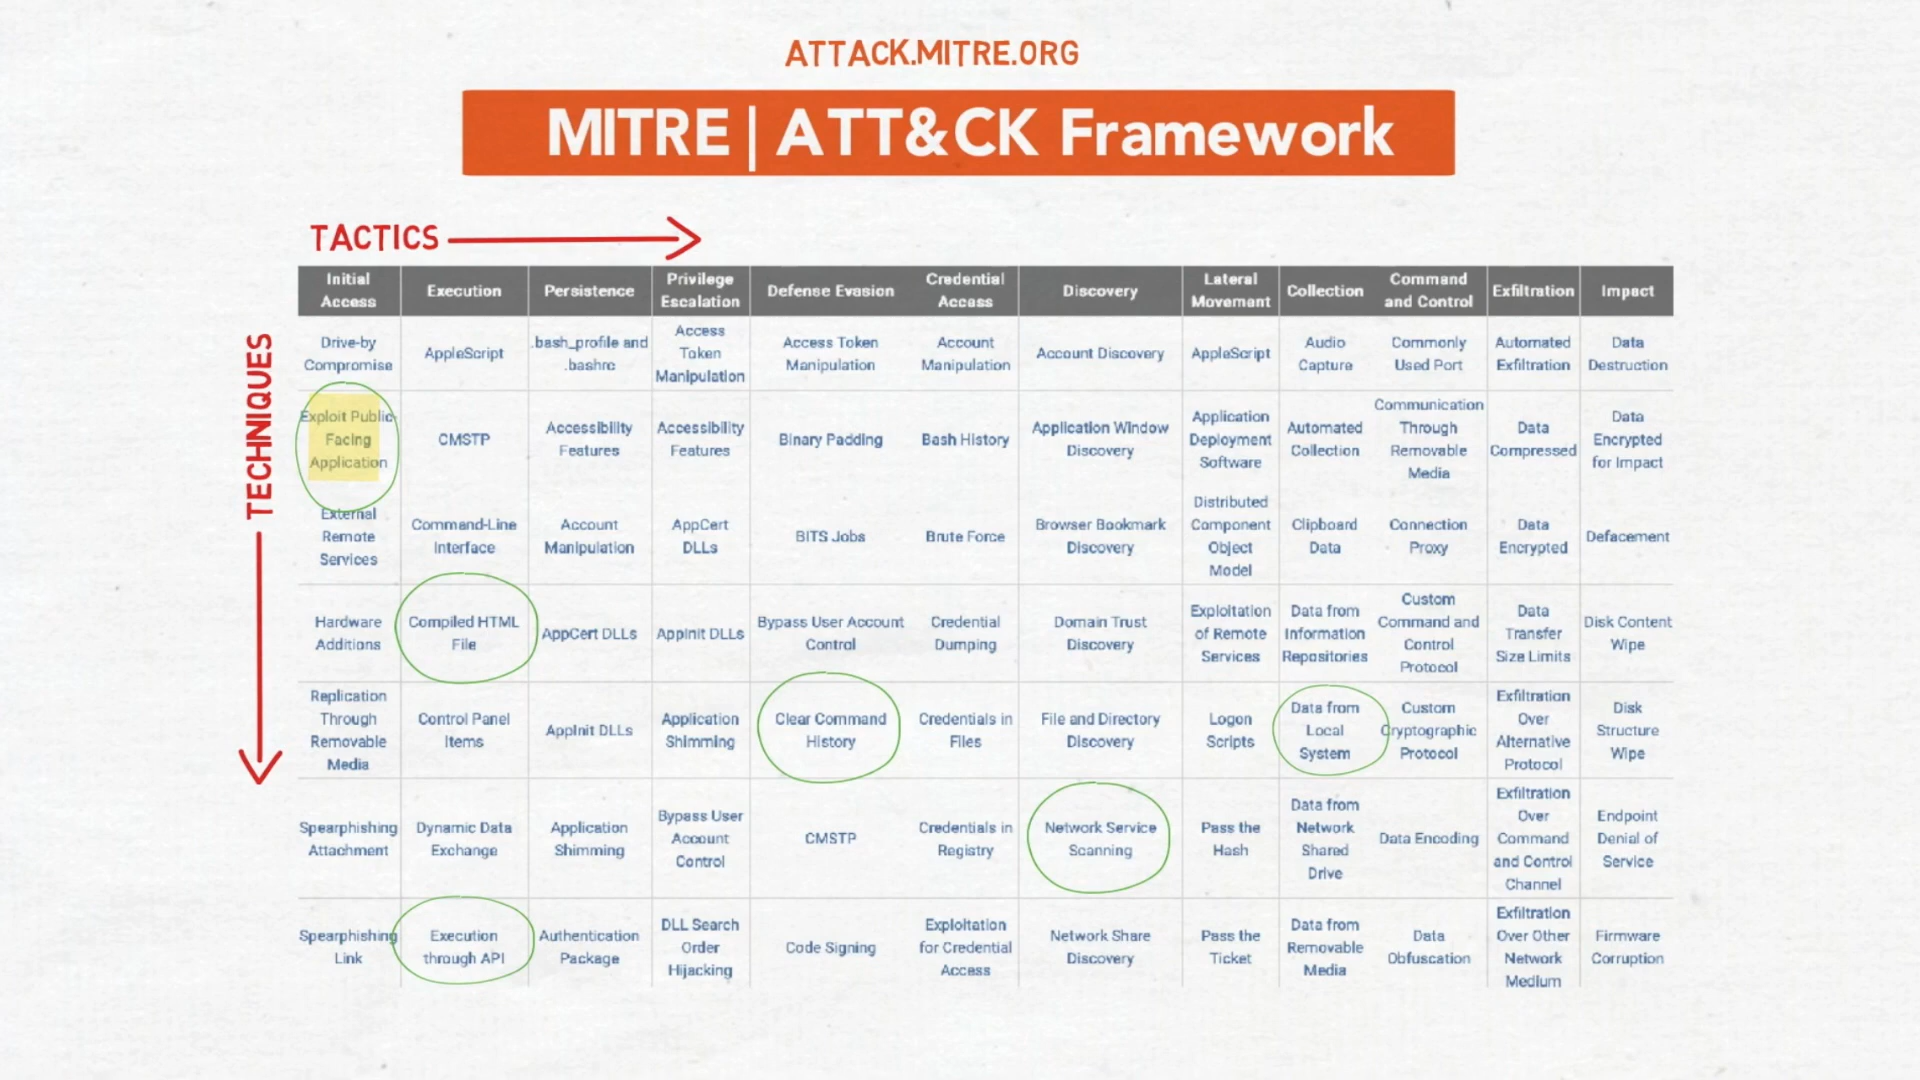 ATTACK.MITRE.ORG
MITRE | ATT&CK Framework
TACTICS
TECHNIQUES
Initial Access
Execution
Persistence
Privilege Escalation
Defense Evasion
Credential Access
Discovery
Lateral Movement
Collection
Command and Control
Exfiltration
Impact
Drive-by Compromise
AppleScript
.bash_profile and .bashrc
Access Token Manipulation
Access Token Manipulation
Account Manipulation
Account Discovery
AppleScript
Audio Capture
Commonly Used Port
Automated Exfiltration
Data Destruction
Exploit Public-Facing Application
CMSTP
Accessibility Features
Accessibility Features
Binary Padding
Bash History
Application Window Discovery
Application Deployment Software
Automated Collection
Communication Through Removable Media
Data Compressed
Data Encrypted for Impact
External Remote Services
Command-Line Interface
Account Manipulation
AppCert DLLs
BITS Jobs
Brute Force
Browser Bookmark Discovery
Distributed Component Object Model
Clipboard Data
Connection Proxy
Data Encrypted
Defacement
Hardware Additions
Compiled HTML File
AppCert DLLs
AppInit DLLs
Bypass User Account Control
Credential Dumping
Domain Trust Discovery
Exploitation of Remote Services
Data from Information Repositories
Custom Command and Control Protocol
Data Transfer Size Limits
Disk Content Wipe
Replication Through Removable Media
Control Panel Items
AppInit DLLs
Application Shimming
Clear Command History
Credentials in Files
File and Directory Discovery
Logon Scripts
Data from Local System
Custom Cryptographic Protocol
Exfiltration Over Alternative Protocol
Disk Structure Wipe
Spearphishing Attachment
Dynamic Data Exchange
Application Shimming
Bypass User Account Control
CMSTP
Credentials in Registry
Network Service Scanning
Pass the Hash
Data from Network Shared Drive
Data Encoding
Exfiltration Over Command and Control Channel
Endpoint Denial of Service
Spearphishing Link
Execution through API
Authentication Package
DLL Search Order Hijacking
Code Signing
Exploitation for Credential Access
Network Share Discovery
Pass the Ticket
Data from Removable Media
Data Obfuscation
Exfiltration Over Other Network Medium
Firmware Corruption